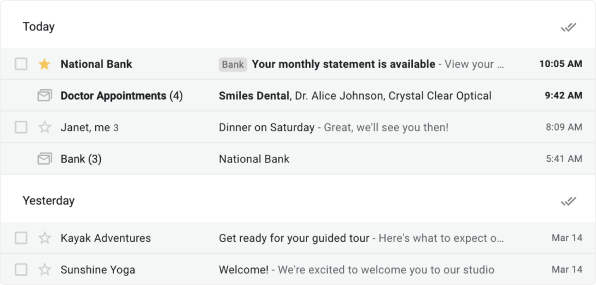 Today
National Bank Bank Your monthly statement is available - View your ... 10:05 AM
Doctor Appointments (4) Smiles Dental, Dr. Alice Johnson, Crystal Clear Optical 9:42 AM
Janet, me 3 Dinner on Saturday - Great, we'll see you then! 8:09 AM
Bank (3) National Bank 5:41 AM
Yesterday
Kayak Adventures Get ready for your guided tour - Here's what to expect o... Mar 14
Sunshine Yoga Welcome! - We're excited to welcome you to our studio Mar 14